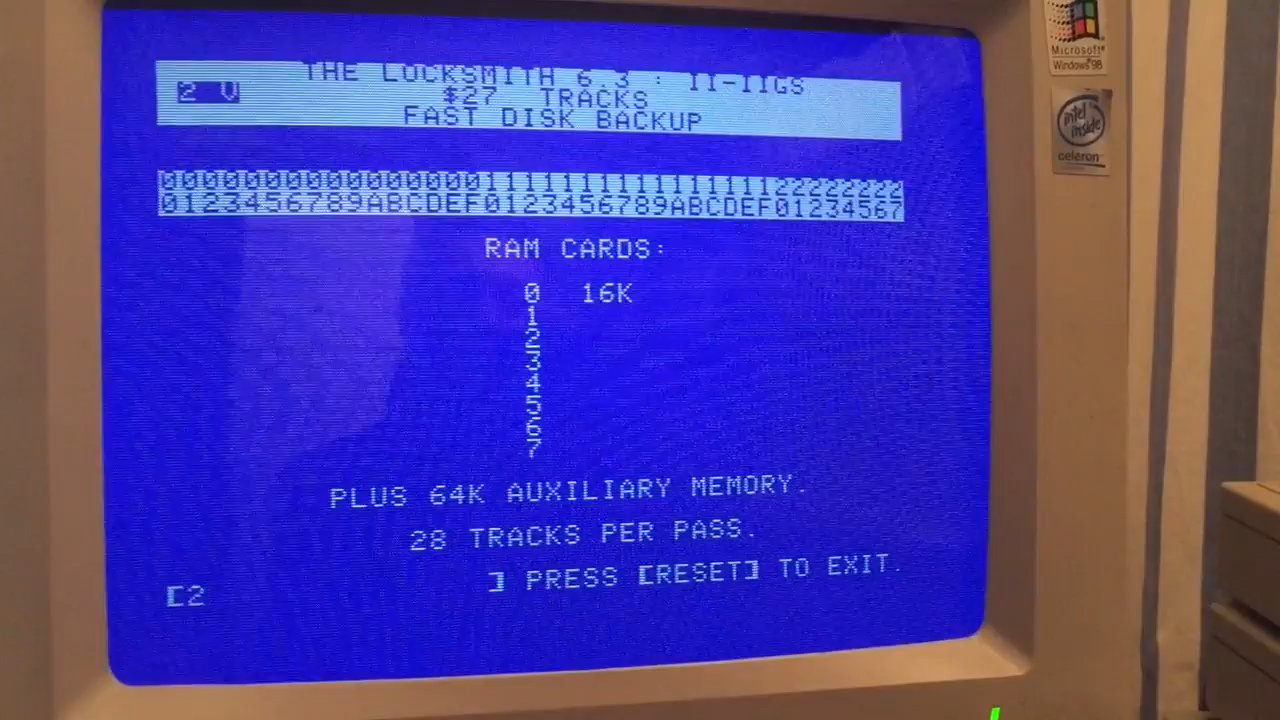 THE LOCKSMITH 6.3 : II-IIGS
2 V $27 TRACKS
FAST DISK BACKUP
0000000000000000111111111111111122222222
0123456789ABCDEF0123456789ABCDEF01234567
RAM CARDS:
0 16K
1
2
3
4
5
6
7
PLUS 64K AUXILIARY MEMORY.
28 TRACKS PER PASS.
[2 ] PRESS [RESET] TO EXIT.
Microsoft®
Windows®98
intel
inside
celeron™